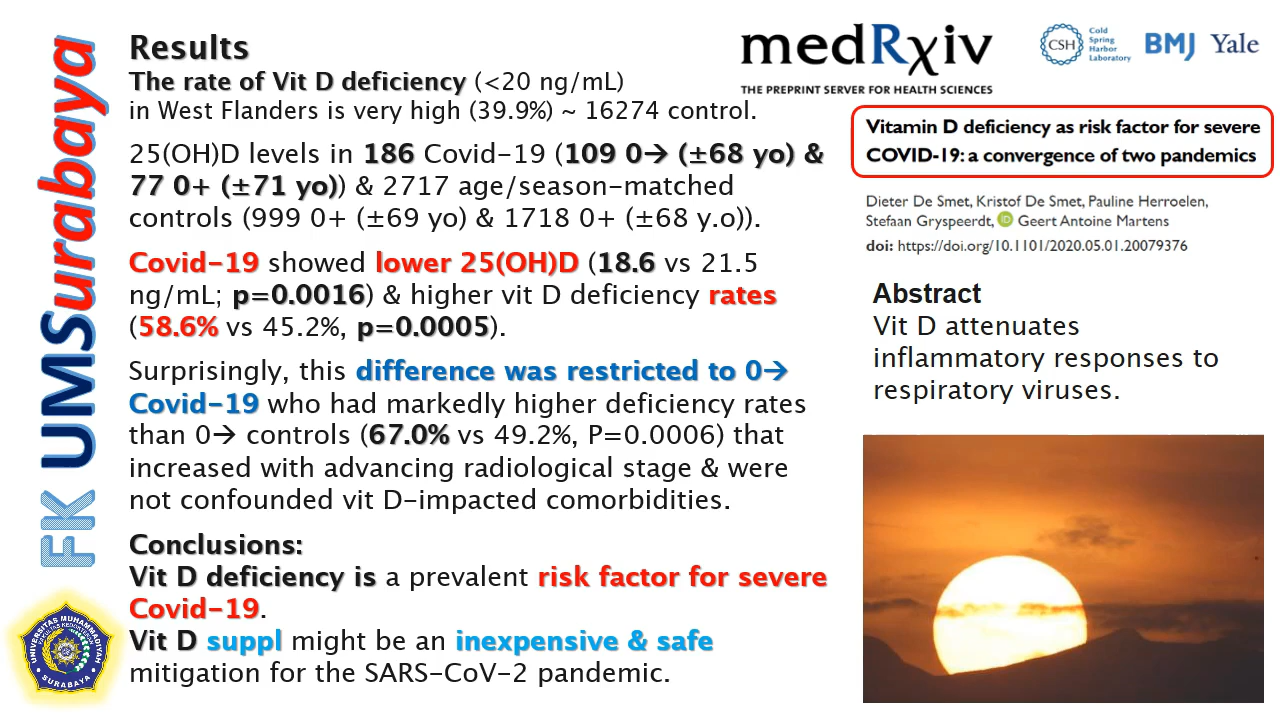 FK UMSurabaya
UNIVERSITAS MUHAMMADIYAH
FAKULTAS KEDOKTERAN
SURABAYA
Results
The rate of Vit D deficiency (<20 ng/mL)
in West Flanders is very high (39.9%) ~ 16274 control.
25(OH)D levels in 186 Covid-19 (109 0→ (±68 yo) &
77 0+ (±71 yo)) & 2717 age/season-matched
controls (999 0+ (±69 yo) & 1718 0+ (±68 y.o)).
Covid-19 showed lower 25(OH)D (18.6 vs 21.5
ng/mL; p=0.0016) & higher vit D deficiency rates
(58.6% vs 45.2%, p=0.0005).
Surprisingly, this difference was restricted to 0→
Covid-19 who had markedly higher deficiency rates
than 0→ controls (67.0% vs 49.2%, P=0.0006) that
increased with advancing radiological stage & were
not confounded vit D-impacted comorbidities.
Conclusions:
Vit D deficiency is a prevalent risk factor for severe
Covid-19.
Vit D suppl might be an inexpensive & safe
mitigation for the SARS-CoV-2 pandemic.
medRxiv
THE PREPRINT SERVER FOR HEALTH SCIENCES
CSH Cold
Spring
Harbor
Laboratory
BMJ Yale
Vitamin D deficiency as risk factor for severe
COVID-19: a convergence of two pandemics
Dieter De Smet, Kristof De Smet, Pauline Herroelen,
Stefaan Gryspeerdt, iD Geert Antoine Martens
doi: https://doi.org/10.1101/2020.05.01.20079376
Abstract
Vit D attenuates
inflammatory responses to
respiratory viruses.